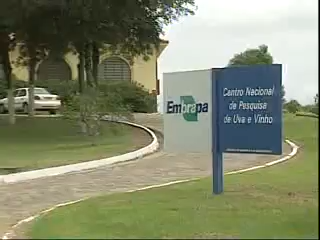 Embrapa
Centro Nacional
de Pesquisa
de Uva e Vinho